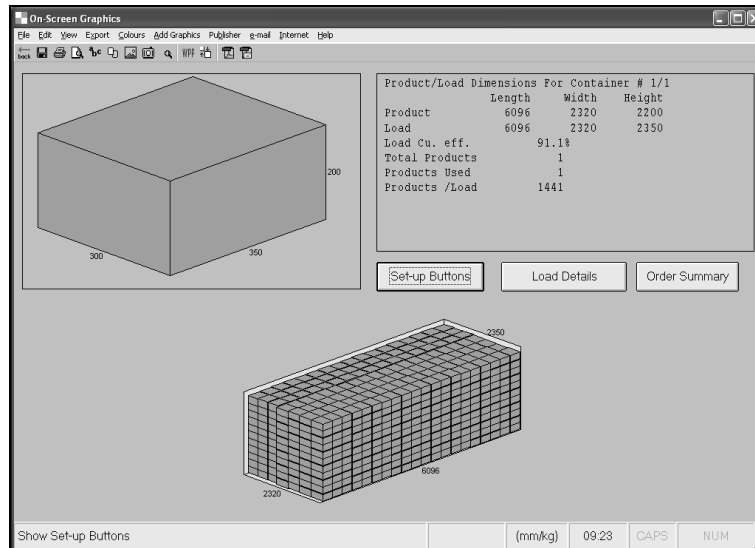 On-Screen Graphics
File Edit View Export Colours Add Graphics Publisher e-mail Internet Help
back abc WPF
Product/Load Dimensions For Container # 1/1
Length Width Height
Product 6096 2320 2200
Load 6096 2320 2350
Load Cu. eff. 91.1%
Total Products 1
Products Used 1
Products /Load 1441
200
300
350
Set-up Buttons Load Details Order Summary
2350
6096
2320
Show Set-up Buttons (mm/kg) 09:23 CAPS NUM